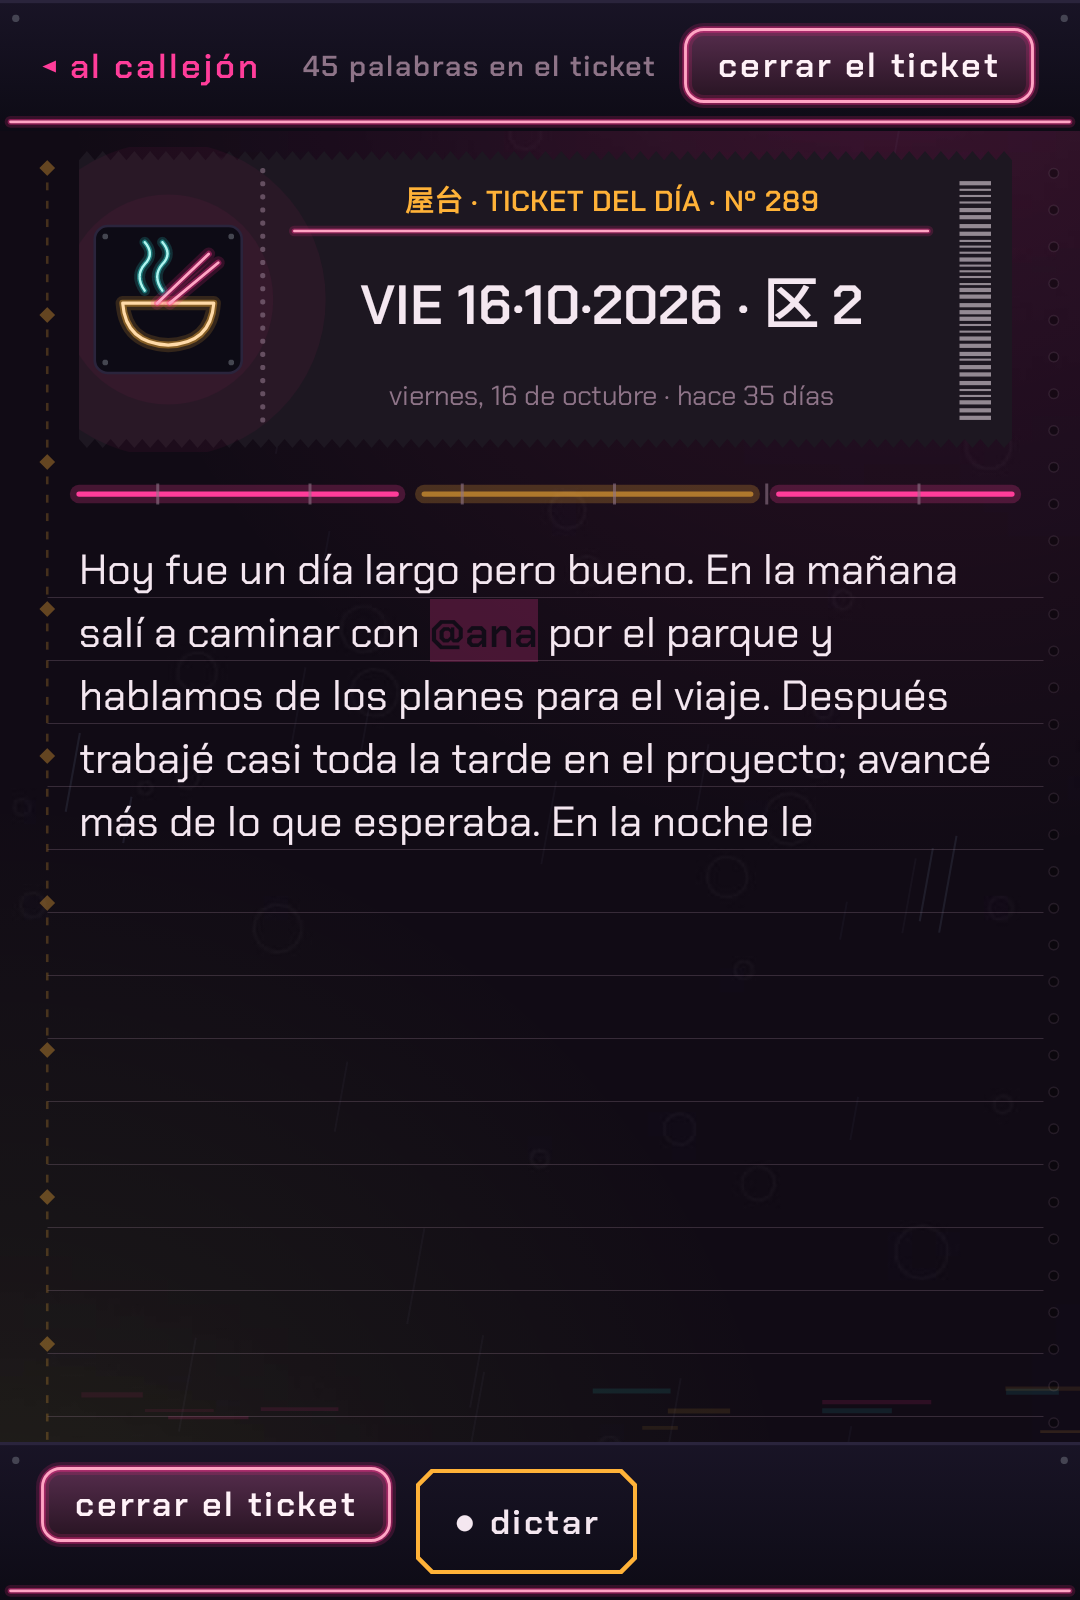 ◂ al callejón
45 palabras en el ticket
cerrar el ticket
屋台 · TICKET DEL DÍA · Nº 289
VIE 16·10·2026 · 区 2
viernes, 16 de octubre · hace 35 días
Hoy fue un día largo pero bueno. En la mañana
salí a caminar con @ana por el parque y
hablamos de los planes para el viaje. Después
trabajé casi toda la tarde en el proyecto; avancé
más de lo que esperaba. En la noche le
cerrar el ticket
● dictar